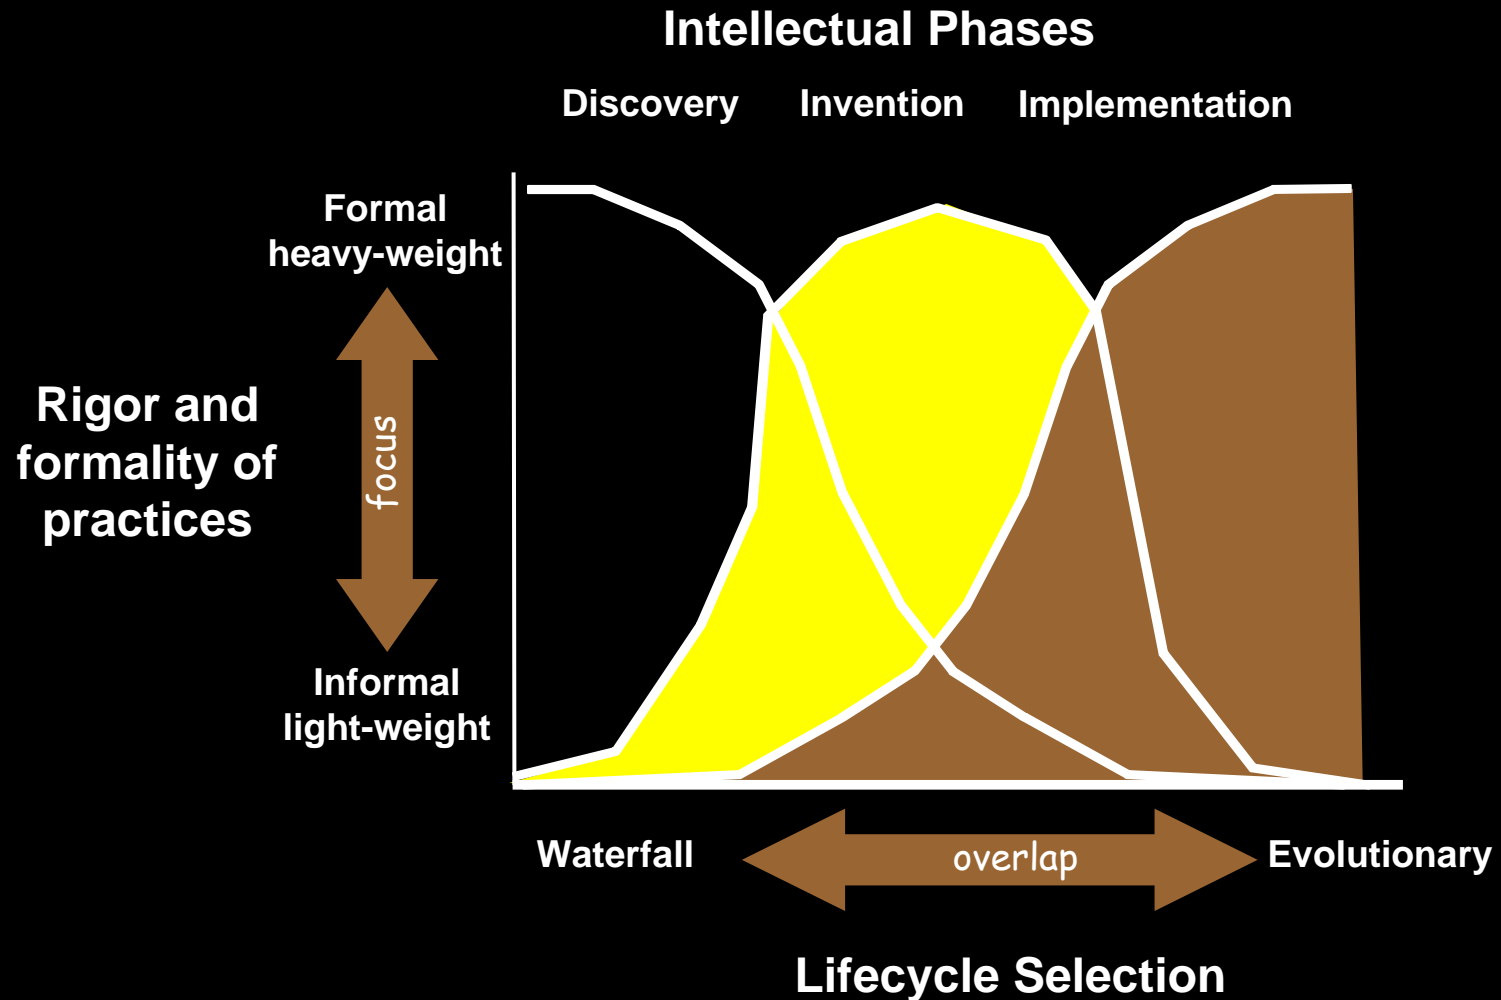 Intellectual Phases
Discovery Invention Implementation
Formal
heavy-weight
Rigor and
formality of
practices
focus
Informal
light-weight
Waterfall
overlap
Evolutionary
Lifecycle Selection